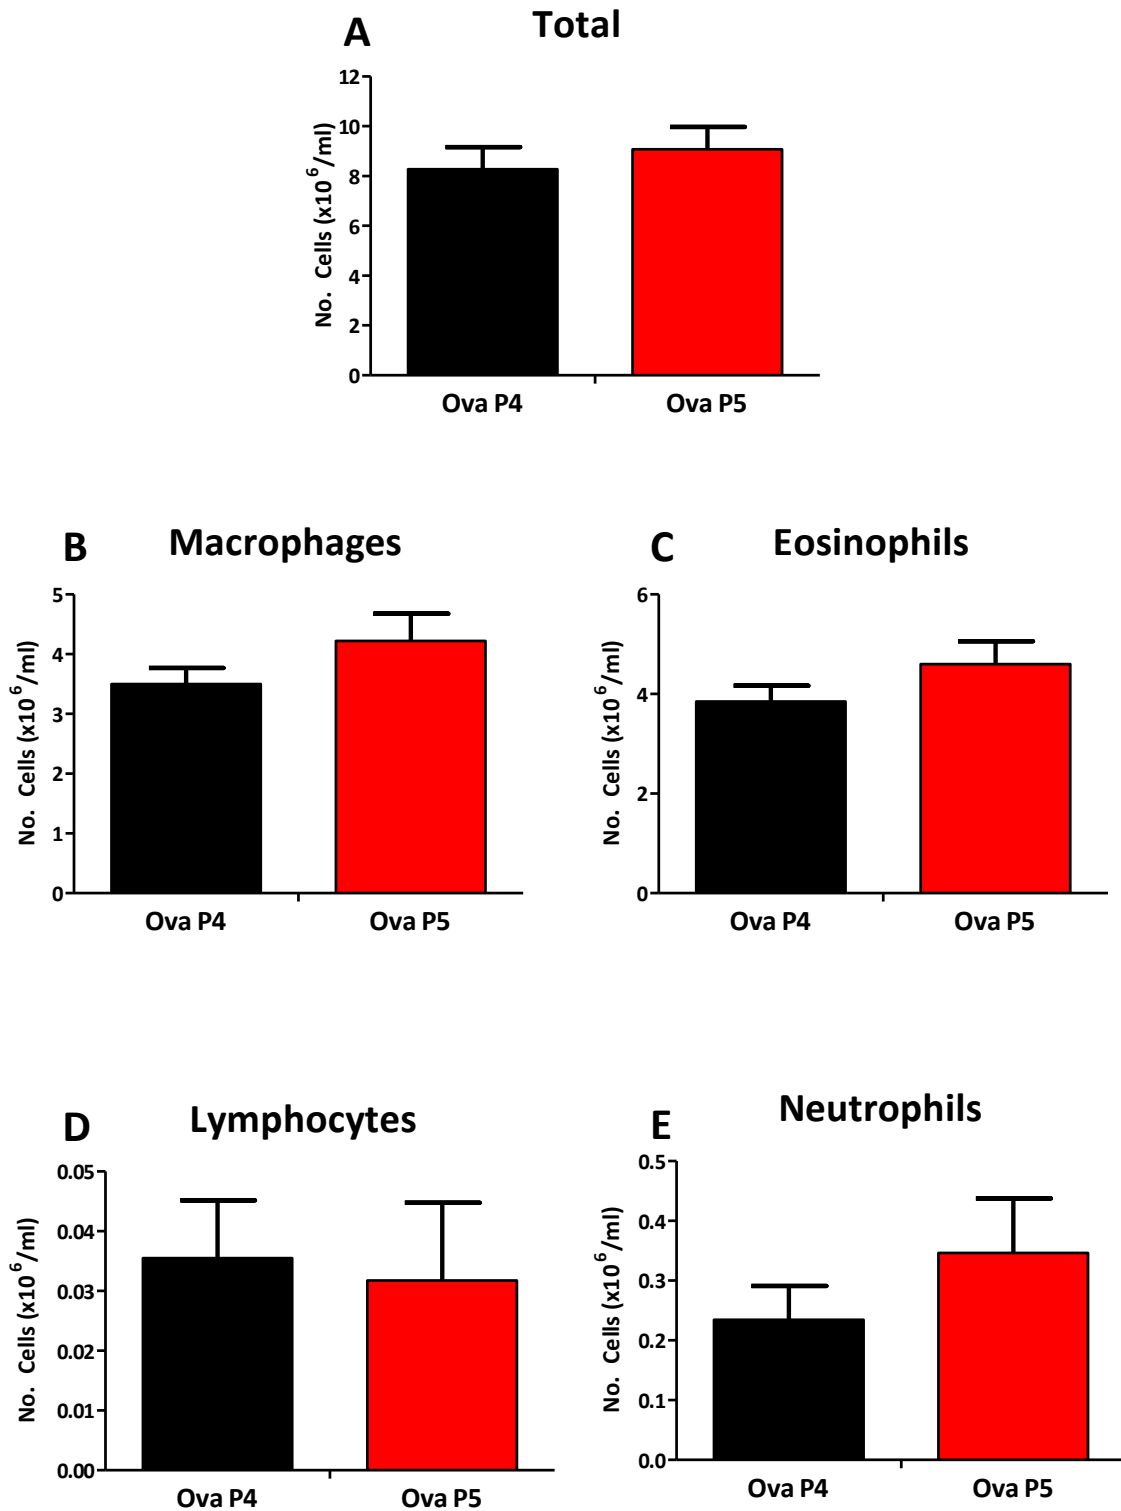 A Total
No. Cells (x10⁶/ml)
12
10
8
6
4
2
0
Ova P4 Ova P5
B Macrophages
No. Cells (x10⁶/ml)
5
4
3
2
1
0
Ova P4 Ova P5
C Eosinophils
No. Cells (x10⁶/ml)
6
4
2
0
Ova P4 Ova P5
D Lymphocytes
No. Cells (x10⁶/ml)
0.05
0.04
0.03
0.02
0.01
0.00
Ova P4 Ova P5
E Neutrophils
No. Cells (x10⁶/ml)
0.5
0.4
0.3
0.2
0.1
0.0
Ova P4 Ova P5